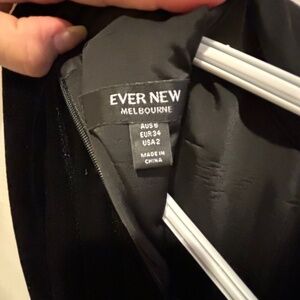 EVER NEW
MELBOURNE
AUS 6
EUR 34
USA 2
MADE IN
CHINA